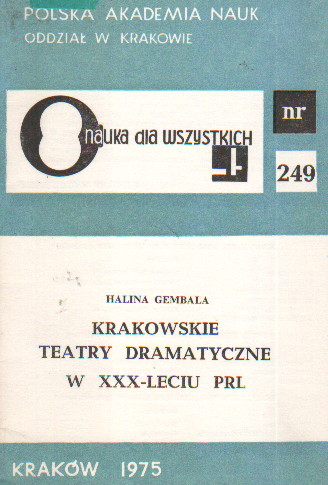 POLSKA AKADEMIA NAUK
ODDZIAŁ W KRAKOWIE
nauka dla wszystkich
nr
249
HALINA GEMBALA
KRAKOWSKIE
TEATRY DRAMATYCZNE
W XXX-LECIU PRL
KRAKÓW 1975